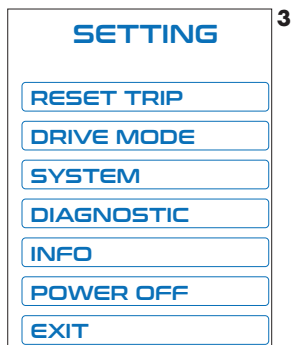 SETTING
3
RESET TRIP
DRIVE MODE
SYSTEM
DIAGNOSTIC
INFO
POWER OFF
EXIT